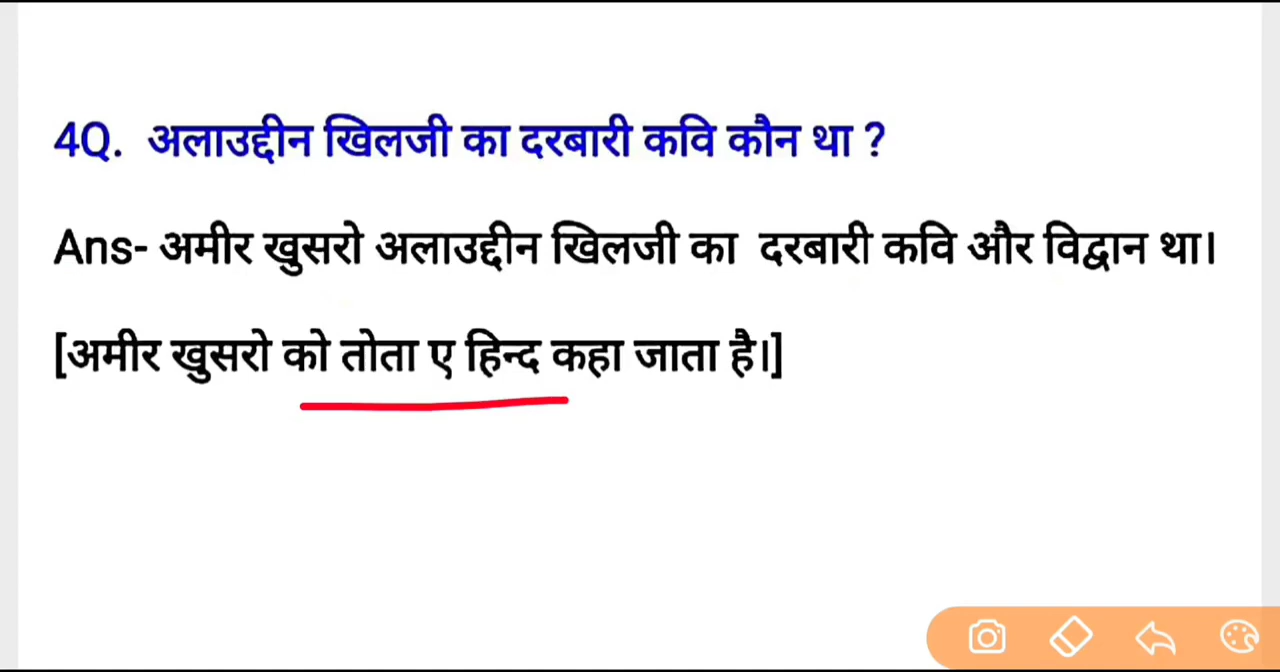 4Q. अलाउद्दीन खिलजी का दरबारी कवि कौन था ?
Ans- अमीर खुसरो अलाउद्दीन खिलजी का दरबारी कवि और विद्वान था।
[अमीर खुसरो को तोता ए हिन्द कहा जाता है।]